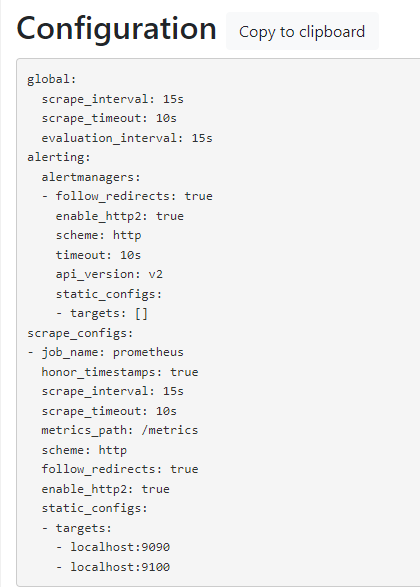 Configuration Copy to clipboard
global:
  scrape_interval: 15s
  scrape_timeout: 10s
  evaluation_interval: 15s
alerting:
  alertmanagers:
  - follow_redirects: true
    enable_http2: true
    scheme: http
    timeout: 10s
    api_version: v2
    static_configs:
    - targets: []
scrape_configs:
- job_name: prometheus
  honor_timestamps: true
  scrape_interval: 15s
  scrape_timeout: 10s
  metrics_path: /metrics
  scheme: http
  follow_redirects: true
  enable_http2: true
  static_configs:
  - targets:
    - localhost:9090
    - localhost:9100